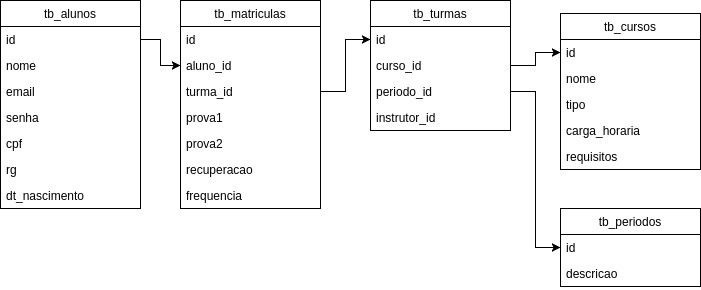 tb_alunos
id
nome
email
senha
cpf
rg
dt_nascimento
tb_matriculas
id
aluno_id
turma_id
prova1
prova2
recuperacao
frequencia
tb_turmas
id
curso_id
periodo_id
instrutor_id
tb_cursos
id
nome
tipo
carga_horaria
requisitos
tb_periodos
id
descricao